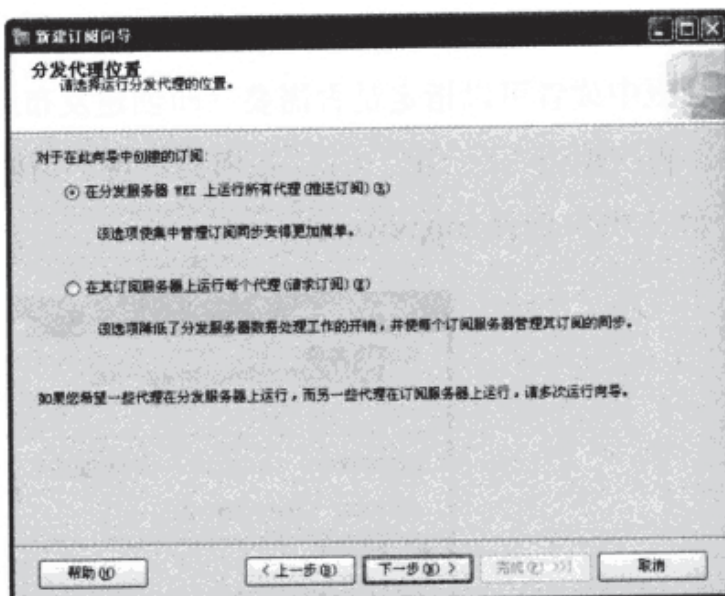 新建订阅向导
分发代理位置
请选择运行分发代理的位置。
对于在此向导中创建的订阅:
在分发服务器 WEI 上运行所有代理(推送订阅)(R)
该选项使集中管理订阅同步变得更加简单。
在其订阅服务器上运行每个代理(请求订阅)
该选项降低了分发服务器数据处理工作的开销，并使每个订阅服务器管理其订阅的同步。
如果您希望一些代理在分发服务器上运行，而另一些代理在订阅服务器上运行，请多次运行向导。
帮助(H)
< 上一步(B)
下一步(N) >
完成(F) >>|
取消